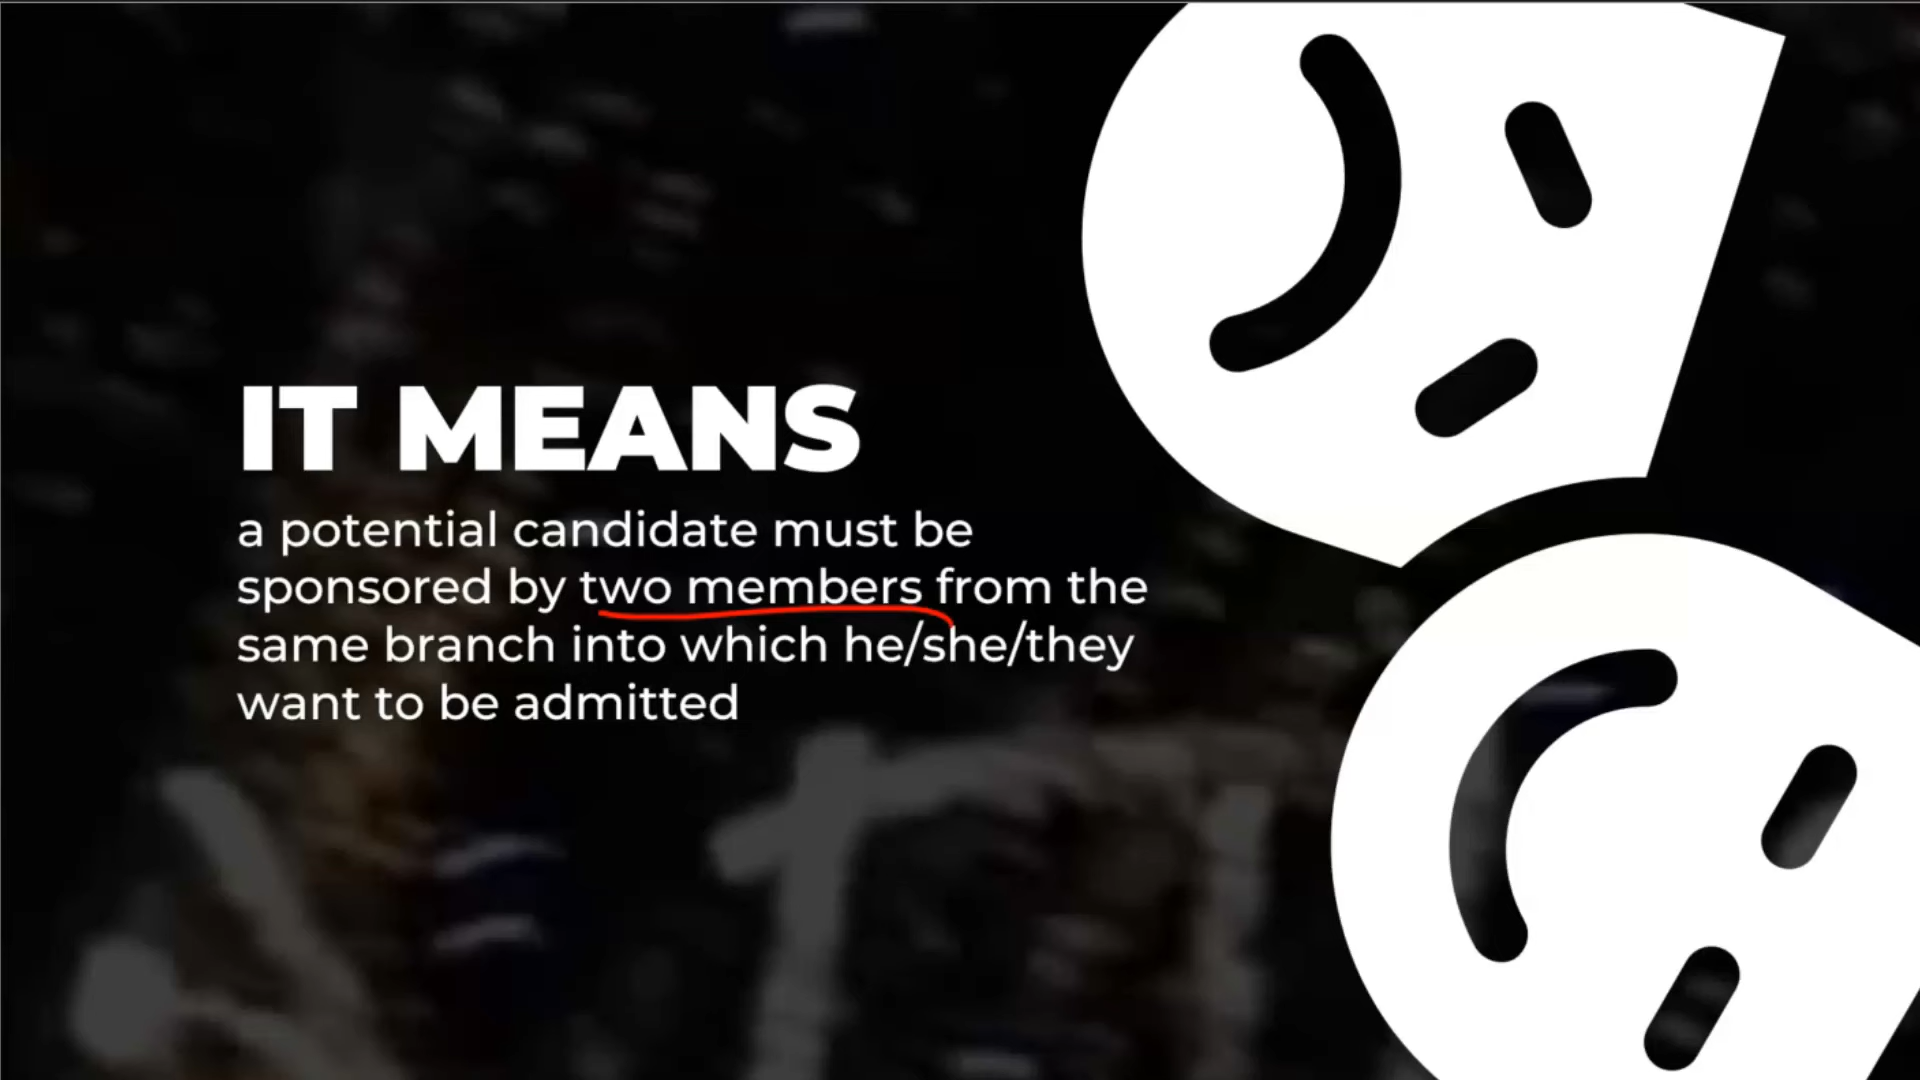 IT MEANS
a potential candidate must be
sponsored by two members from the
same branch into which he/she/they
want to be admitted